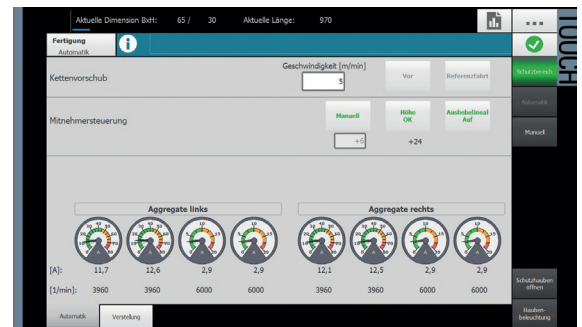 Aktuelle Dimension BxH: 65 / 30 Aktuelle Länge: 970
...
TOUCH
Fertigung
Automatik
i
Geschwindigkeit [m/min]
Kettenvorschub 5 Vor Referenzfahrt
Schutzbereich
Automatik
Mitnehmersteuerung Manuell Höhe OK Aushebelineal Auf
Manuell
+6 +24
Aggregate links Aggregate rechts
[A]: 11,7 12,6 2,9 2,9 12,1 12,5 2,9 2,9
[1/min]: 3960 3960 6000 6000 3960 3960 6000 6000
Schutzhauben öffnen
Automatik Verstellung
Hauben-
beleuchtung